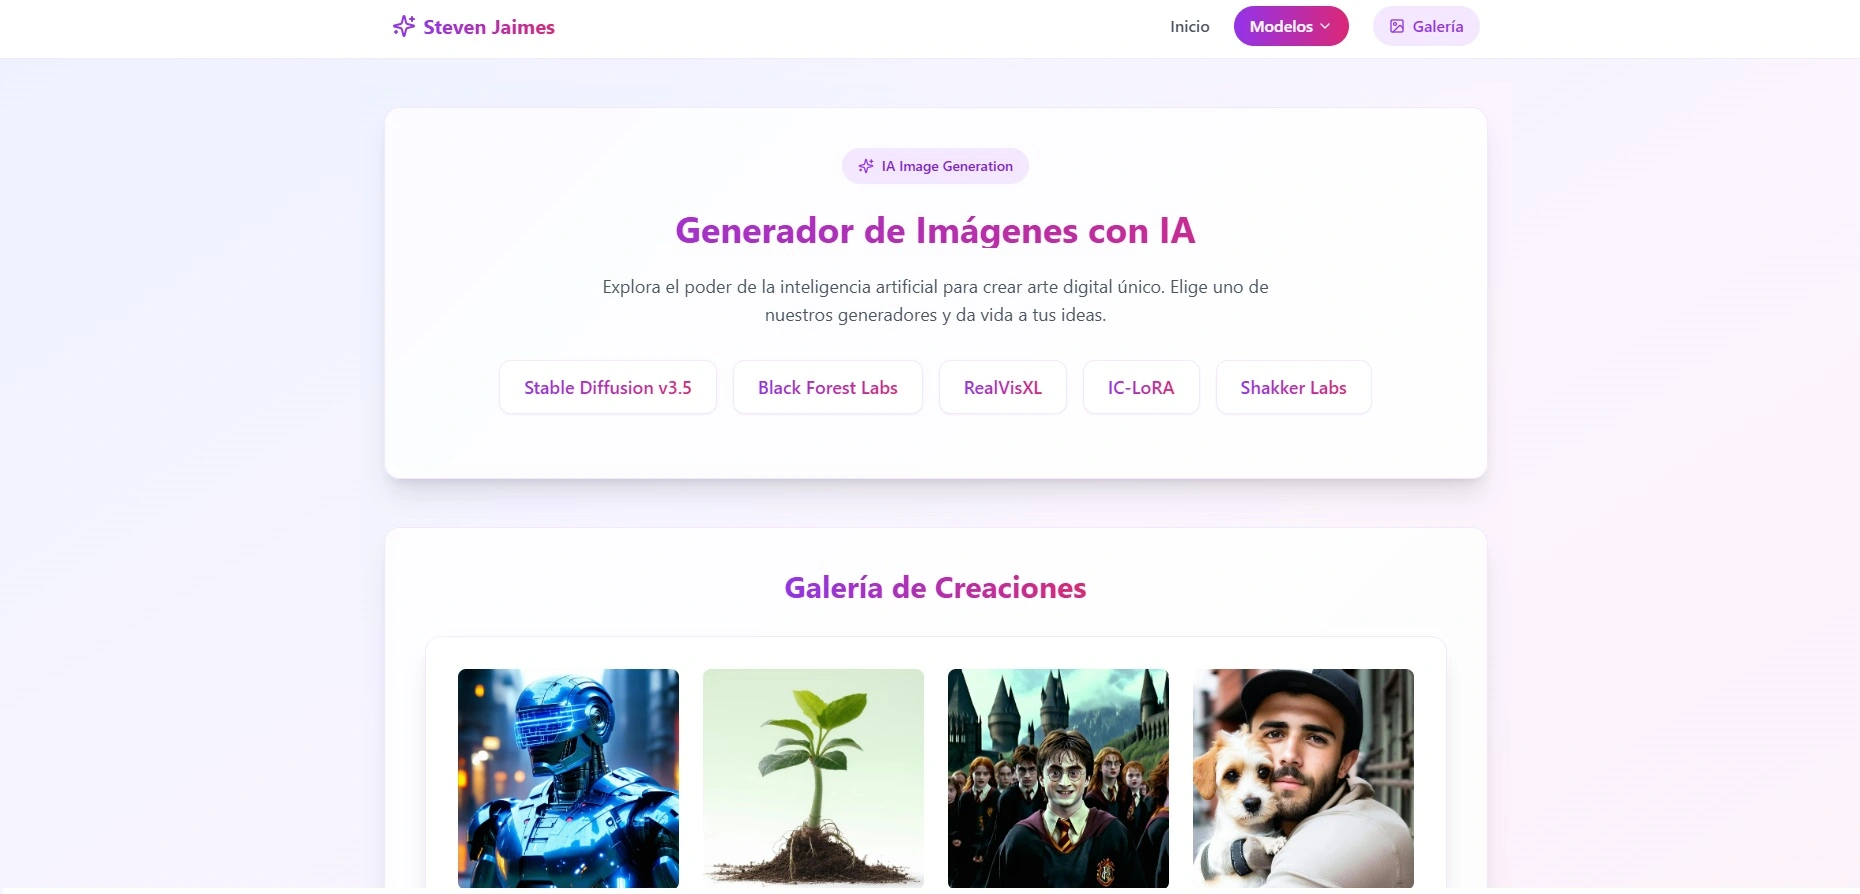 Steven Jaimes
Inicio
Modelos
Galería
IA Image Generation
Generador de Imágenes con IA
Explora el poder de la inteligencia artificial para crear arte digital único. Elige uno de
nuestros generadores y da vida a tus ideas.
Stable Diffusion v3.5
Black Forest Labs
RealVisXL
IC-LoRA
Shakker Labs
Galería de Creaciones